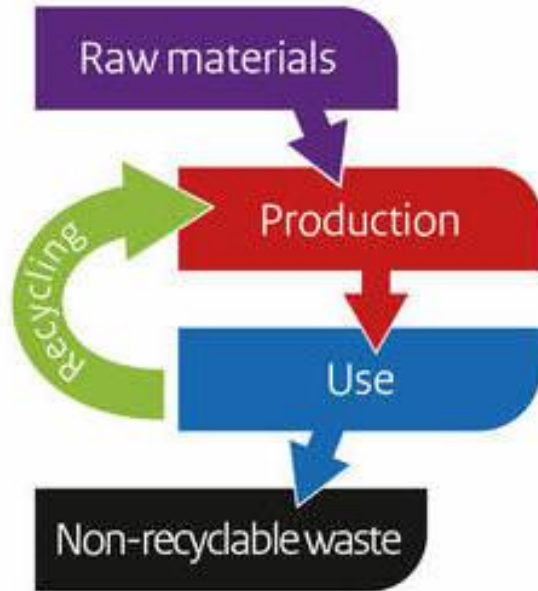 Raw materials
Production
Recycling
Use
Non-recyclable waste